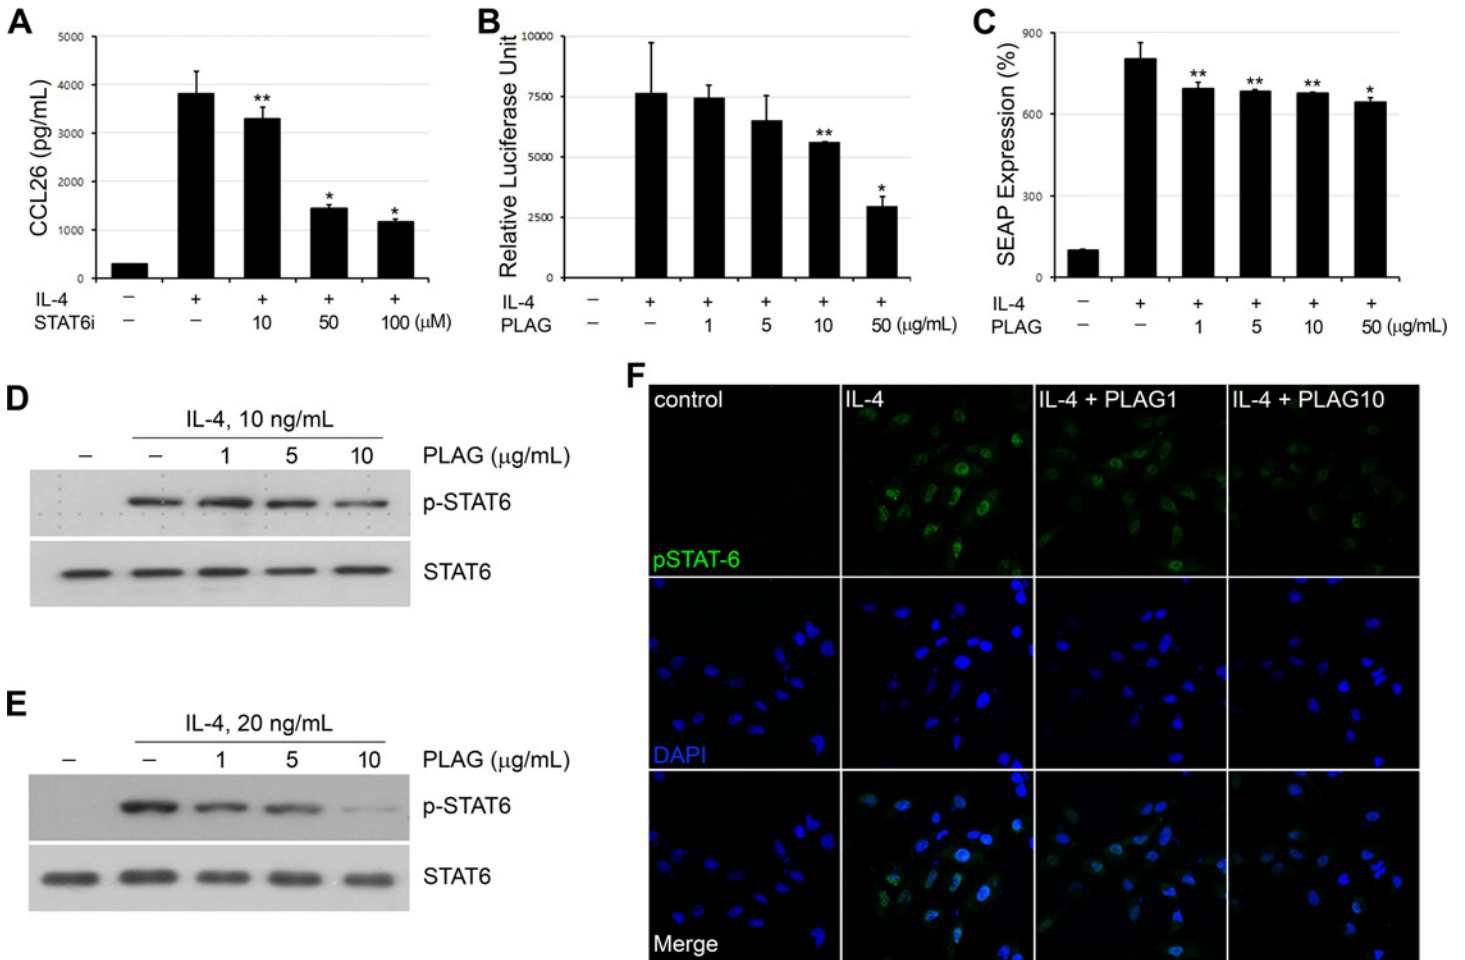 A
CCL26 (pg/mL)
5000
4000
3000
2000
1000
0
** * *
IL-4 – + + + +
STAT6i – – 10 50 100 (μM)
B
Relative Luciferase Unit
10000
7500
5000
2500
0
** *
IL-4 – + + + + +
PLAG – – 1 5 10 50 (μg/mL)
C
SEAP Expression (%)
900
600
300
0
** ** ** *
IL-4 – + + + + +
PLAG – – 1 5 10 50 (μg/mL)
D
IL-4, 10 ng/mL
– – 1 5 10 PLAG (μg/mL)
p-STAT6
STAT6
E
IL-4, 20 ng/mL
– – 1 5 10 PLAG (μg/mL)
p-STAT6
STAT6
F
control IL-4 IL-4 + PLAG1 IL-4 + PLAG10
pSTAT-6
DAPI
Merge